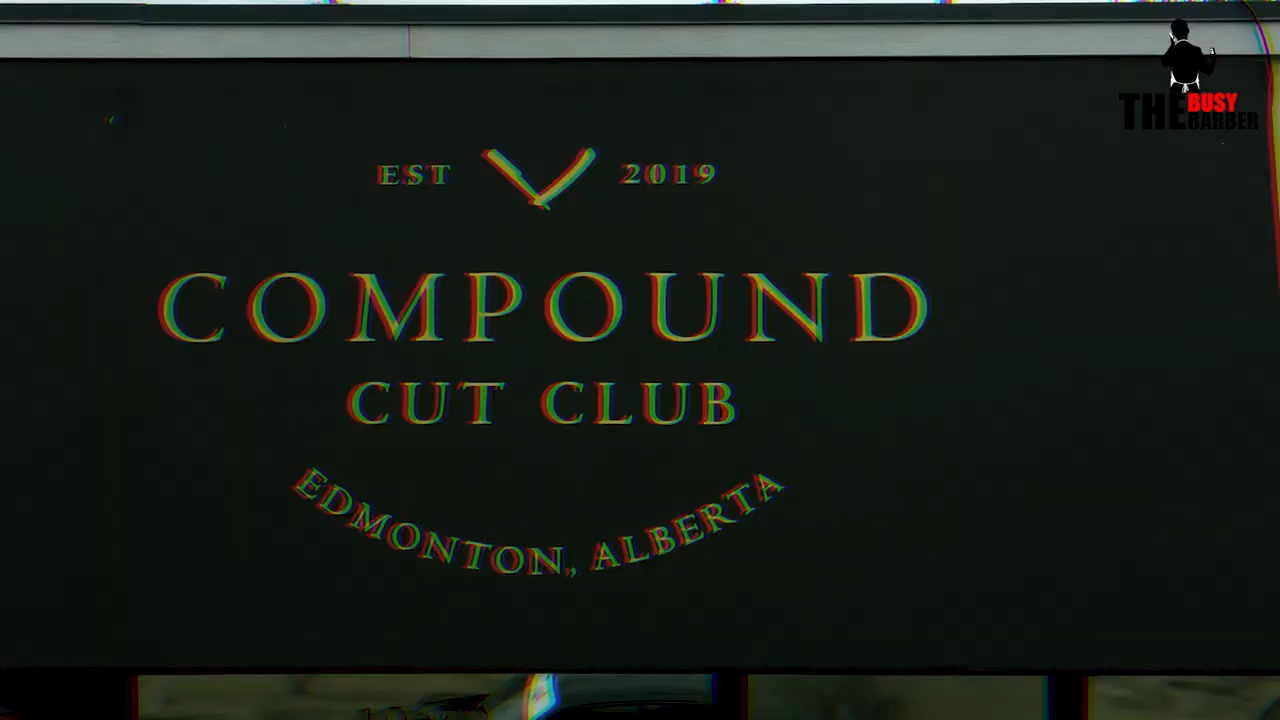 THE BUSY BARBER
EST 2019
COMPOUND
CUT CLUB
EDMONTON, ALBERTA